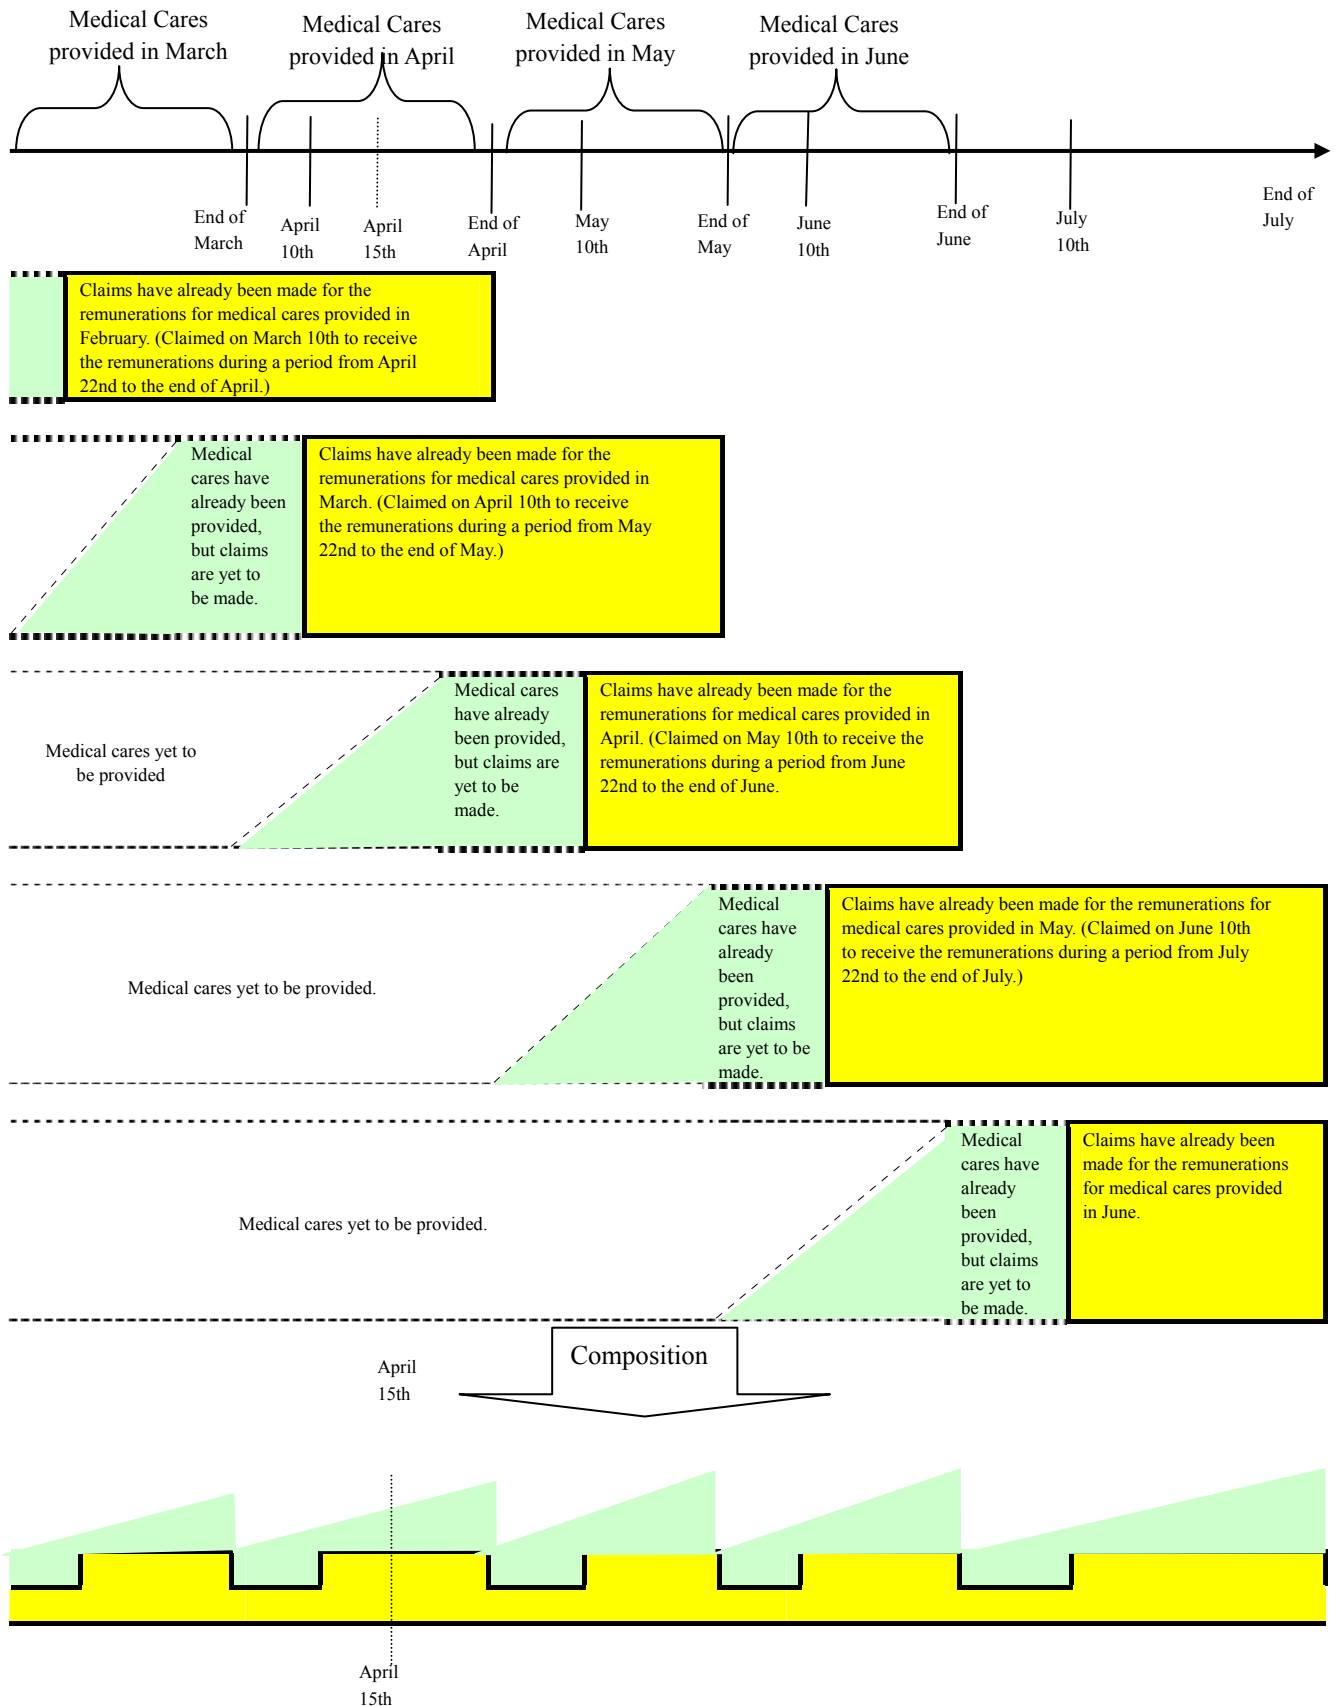 Medical Cares
provided in March
Medical Cares
provided in April
Medical Cares
provided in May
Medical Cares
provided in June
End of
March
April
10th
April
15th
End of
April
May
10th
End of
May
June
10th
End of
June
July
10th
End of
July
Claims have already been made for the
remunerations for medical cares provided in
February. (Claimed on March 10th to receive
the remunerations during a period from April
22nd to the end of April.)
Medical
cares have
already been
provided,
but claims
are yet to
be made.
Claims have already been made for the
remunerations for medical cares provided in
March. (Claimed on April 10th to receive
the remunerations during a period from May
22nd to the end of May.)
Medical cares yet to
be provided
Medical cares
have already
been provided,
but claims are
yet to be
made.
Claims have already been made for the
remunerations for medical cares provided in
April. (Claimed on May 10th to receive the
remunerations during a period from June
22nd to the end of June.
Medical cares yet to be provided.
Medical
cares have
already
been
provided,
but claims
are yet to be
made.
Claims have already been made for the remunerations for
medical cares provided in May. (Claimed on June 10th
to receive the remunerations during a period from July
22nd to the end of July.)
Medical cares yet to be provided.
Medical
cares have
already
been
provided,
but claims
are yet to
be made.
Claims have already been
made for the remunerations
for medical cares provided
in June.
Composition
April
15th
April
15th